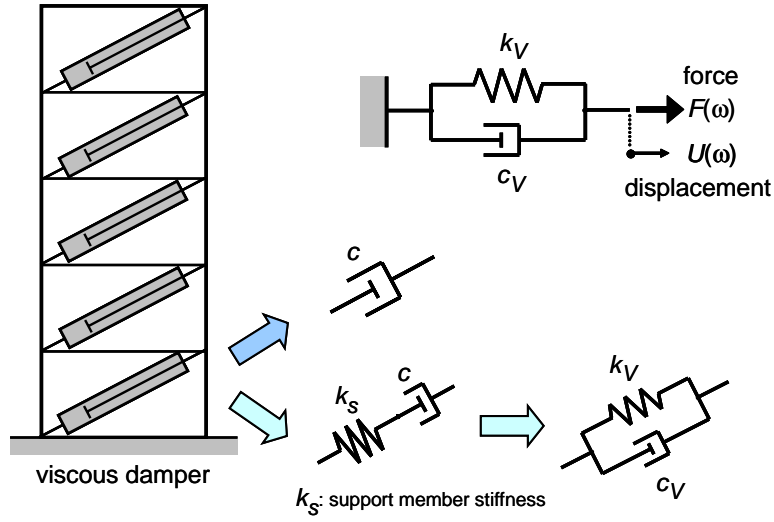 k_V
force
F(ω)
U(ω)
c_V
displacement
c
c
k_s
k_V
viscous damper
c_V
k_s: support member stiffness